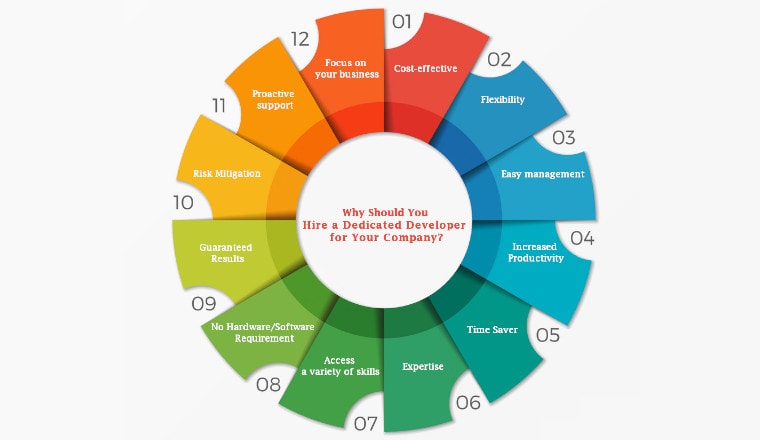 Why Should You
Hire a Dedicated Developer
for Your Company?
01
Cost-effective
02
Flexibility
03
Easy management
04
Increased
Productivity
05
Time Saver
06
Expertise
07
Access
a variety of skills
08
No Hardware/Software
Requirement
09
Guaranteed
Results
10
Risk Mitigation
11
Proactive
support
12
Focus on
your business